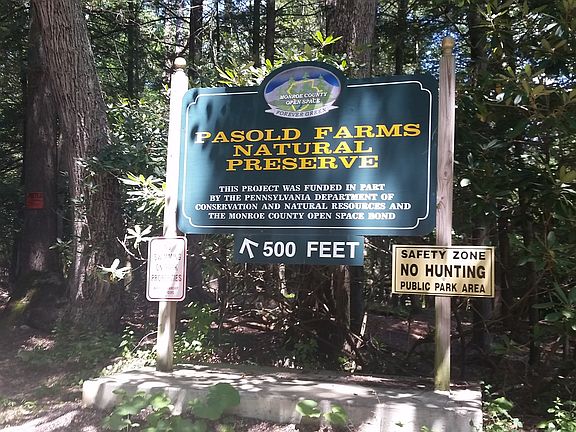 MONROE COUNTY
OPEN SPACE
FOREVER GREEN
PASOLD FARMS
NATURAL
PRESERVE
THIS PROJECT WAS FUNDED IN PART
BY THE PENNSYLVANIA DEPARTMENT OF
CONSERVATION AND NATURAL RESOURCES AND
THE MONROE COUNTY OPEN SPACE BOND
500 FEET
SWIMMING
SAFETY ZONE
NO HUNTING
PUBLIC PARK AREA